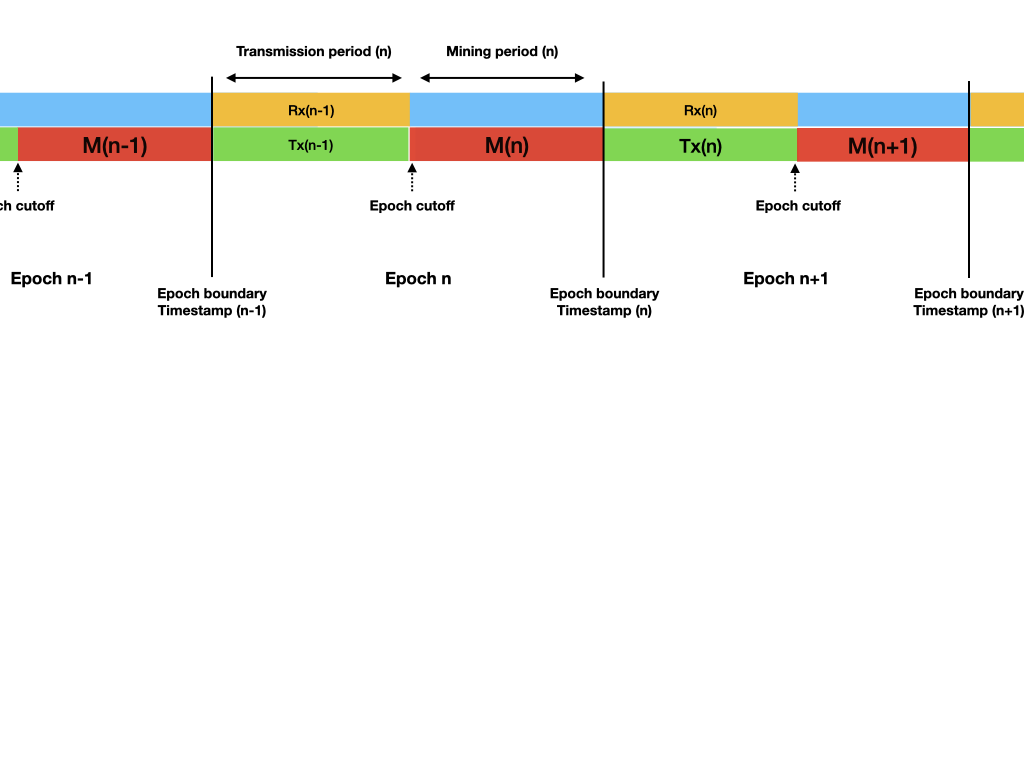 Transmission period (n)
Mining period (n)
Rx(n-1)
Rx(n)
M(n-1)
Tx(n-1)
M(n)
Tx(n)
M(n+1)
ch cutoff
Epoch cutoff
Epoch cutoff
Epoch n-1
Epoch n
Epoch n+1
Epoch boundary
Timestamp (n-1)
Epoch boundary
Timestamp (n)
Epoch boundary
Timestamp (n+1)